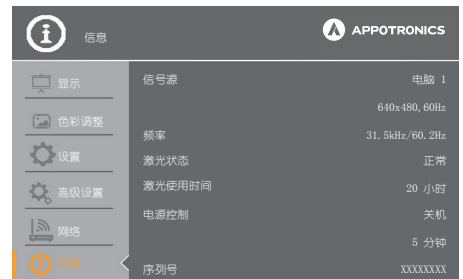 信息
APPOTRONICS
显示
色彩调整
设置
高级设置
网络
信息
信号源 电脑 1
640x480,60Hz
频率 31.5kHz/60.2Hz
激光状态 正常
激光使用时间 20 小时
电源控制 关机
5 分钟
序列号 XXXXXXXX